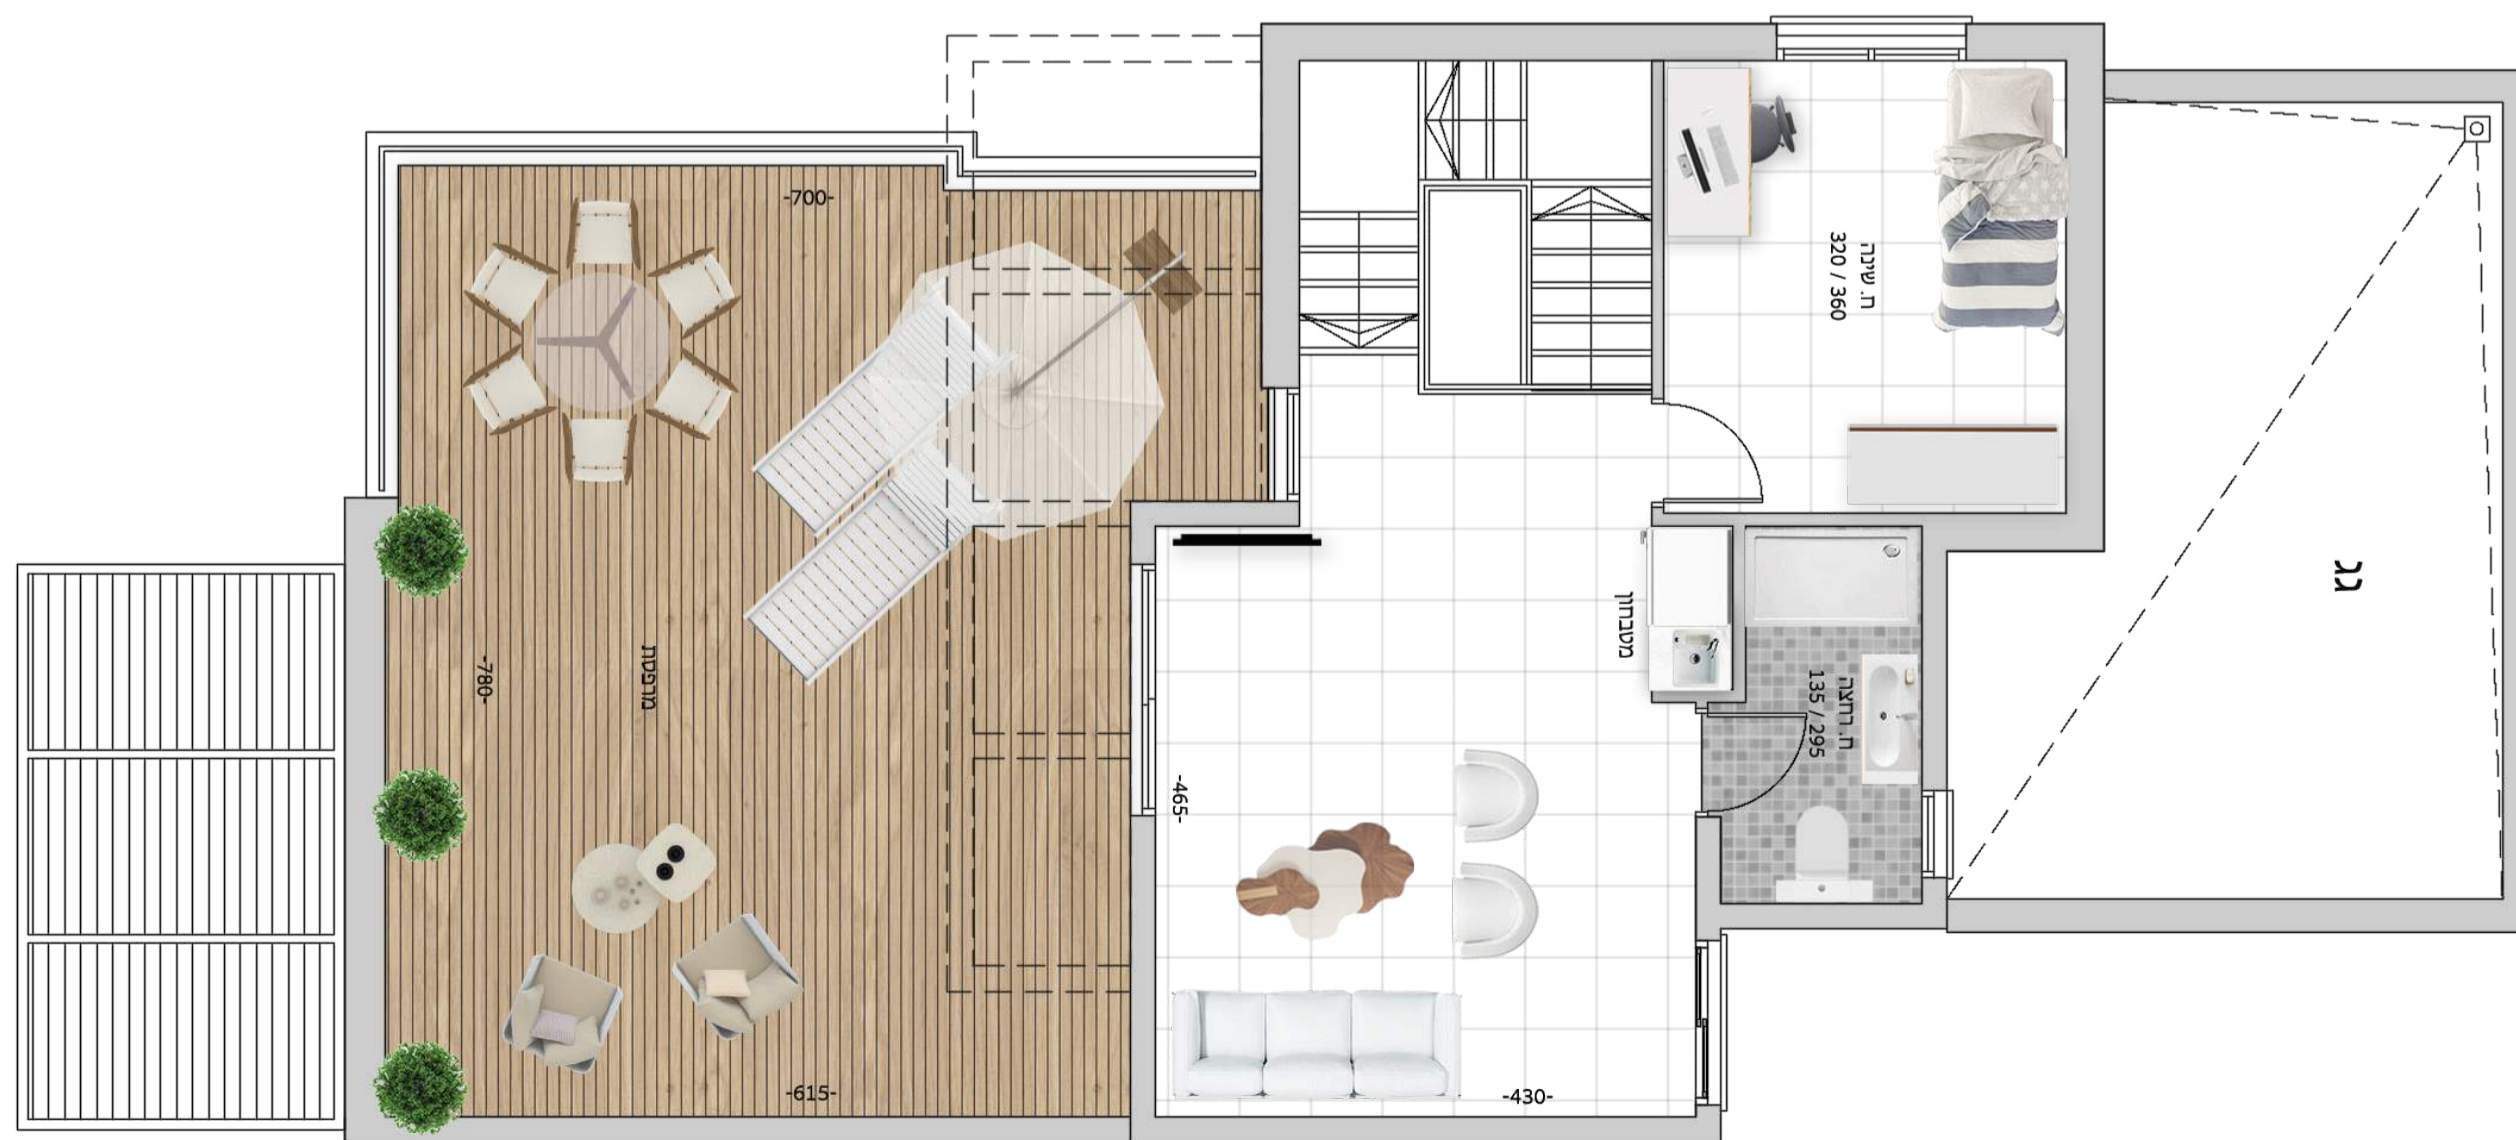 -700-
ח. שינה
320 / 360
גג
מטבחון
מרפסת
-780-
ח. רחצה
135 / 295
-465-
-615-
-430-